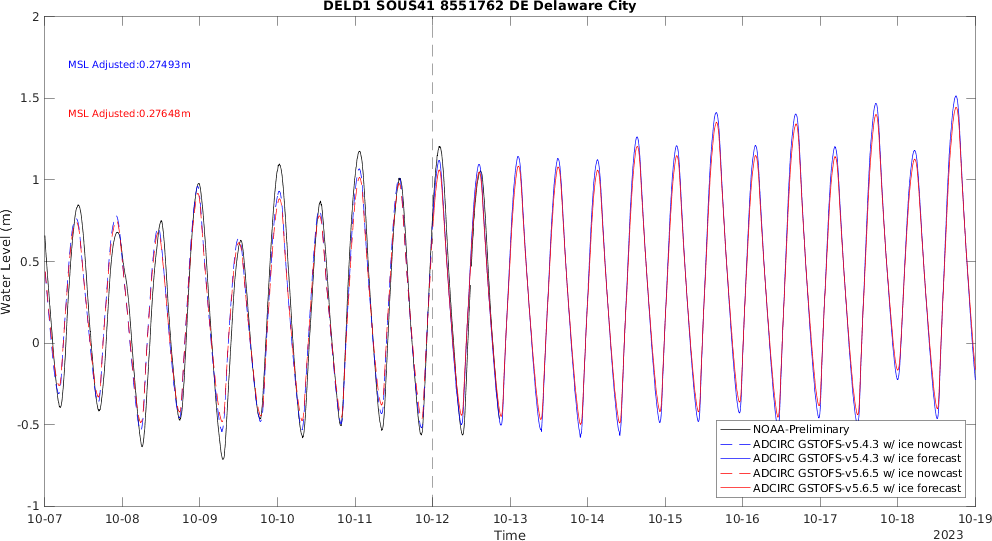 DELD1 SOUS41 8551762 DE Delaware City
2
1.5
1
0.5
0
-0.5
-1
Water Level (m)
MSL Adjusted:0.27493m
MSL Adjusted:0.27648m
NOAA-Preliminary
ADCIRC GSTOFS-v5.4.3 w/ ice nowcast
ADCIRC GSTOFS-v5.4.3 w/ ice forecast
ADCIRC GSTOFS-v5.6.5 w/ ice nowcast
ADCIRC GSTOFS-v5.6.5 w/ ice forecast
10-07 10-08 10-09 10-10 10-11 10-12 10-13 10-14 10-15 10-16 10-17 10-18 10-19
Time
2023